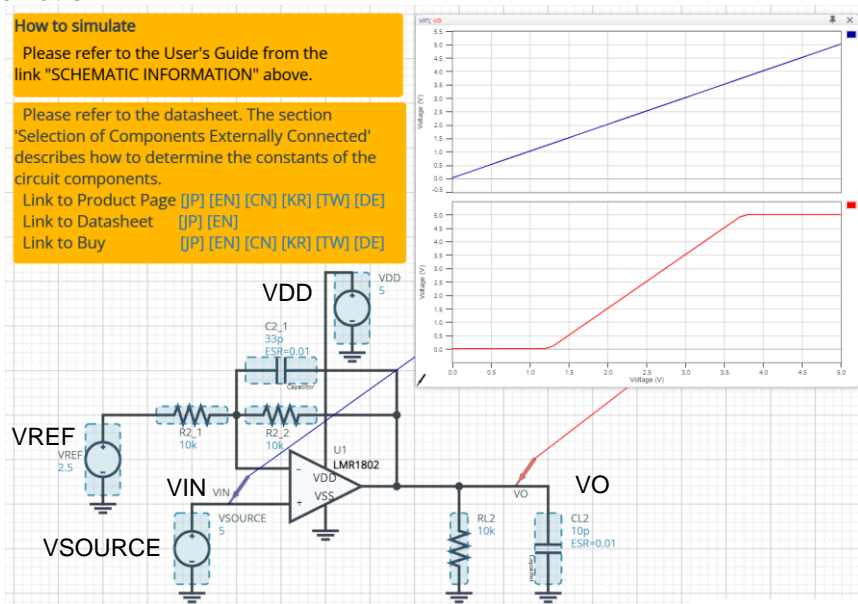 How to simulate
Please refer to the User's Guide from the
link "SCHEMATIC INFORMATION" above.
Please refer to the datasheet. The section
'Selection of Components Externally Connected'
describes how to determine the constants of the
circuit components.
Link to Product Page [JP] [EN] [CN] [KR] [TW] [DE]
Link to Datasheet [JP] [EN]
Link to Buy [JP] [EN] [CN] [KR] [TW] [DE]
vin; vo
Voltage (V)
5.5
5.0
4.5
4.0
3.5
3.0
2.5
2.0
1.5
1.0
0.5
0.0
-0.5
Voltage (V)
5.0
4.5
4.0
3.5
3.0
2.5
2.0
1.5
1.0
0.5
0.0
0.0 0.5 1.0 1.5 2.0 2.5 3.0 3.5 4.0 4.5 5.0
Voltage (V)
VDD
VDD
5
C2_1
33p
ESR=0.01
Capacitor
R2_1
10k
R2_2
10k
VREF
VREF
2.5
U1
LMR1802
VDD
VSS
VIN
VIN
VSOURCE
5
VSOURCE
VO
VO
RL2
10k
CL2
10p
ESR=0.01
Capacitor